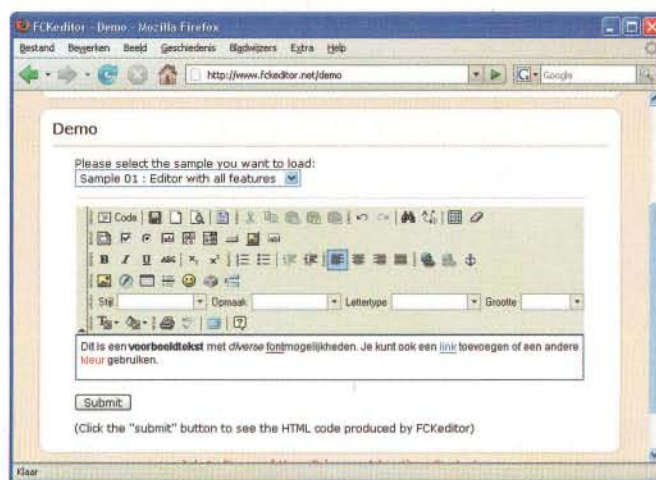 FCKeditor - Demo - Mozilla Firefox
Bestand Bewerken Beeld Geschiedenis Bladwijzers Extra Help
http://www.fckeditor.net/demo
G Google
Demo
Please select the sample you want to load:
Sample 01 : Editor with all features
Code
B I U ABC x₂ x²
Stijl Opmaak Lettertype Grootte
Dit is een voorbeeldtekst met diverse fontmogelijkheden. Je kunt ook een link toevoegen of een andere
kleur gebruiken.
Submit
(Click the "submit" button to see the HTML code produced by FCKeditor)
Klaar